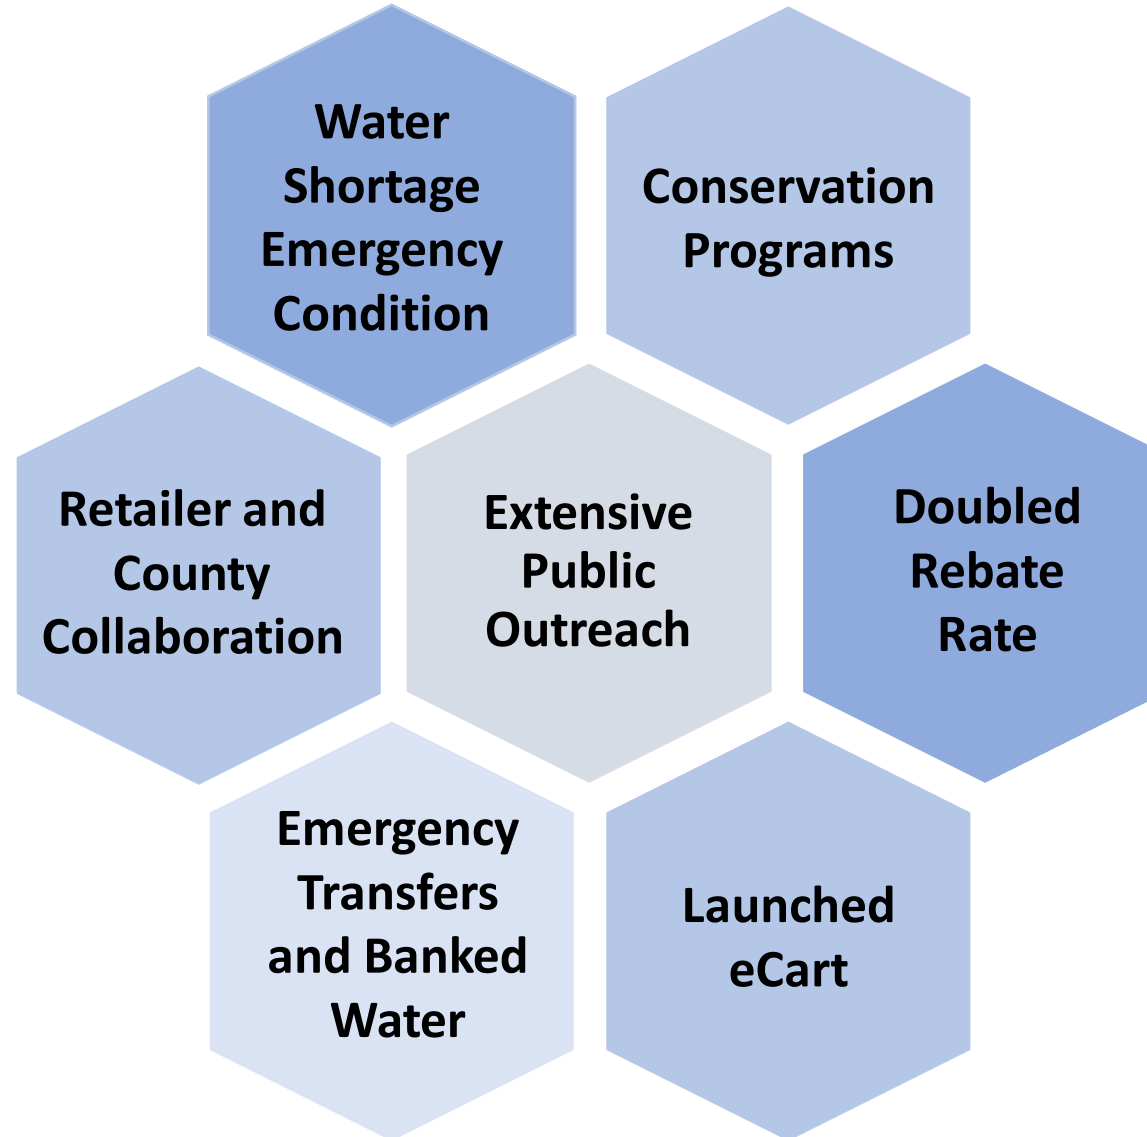 Water
Shortage
Emergency
Condition
Conservation
Programs
Retailer and
County
Collaboration
Extensive
Public
Outreach
Doubled
Rebate
Rate
Emergency
Transfers
and Banked
Water
Launched
eCart